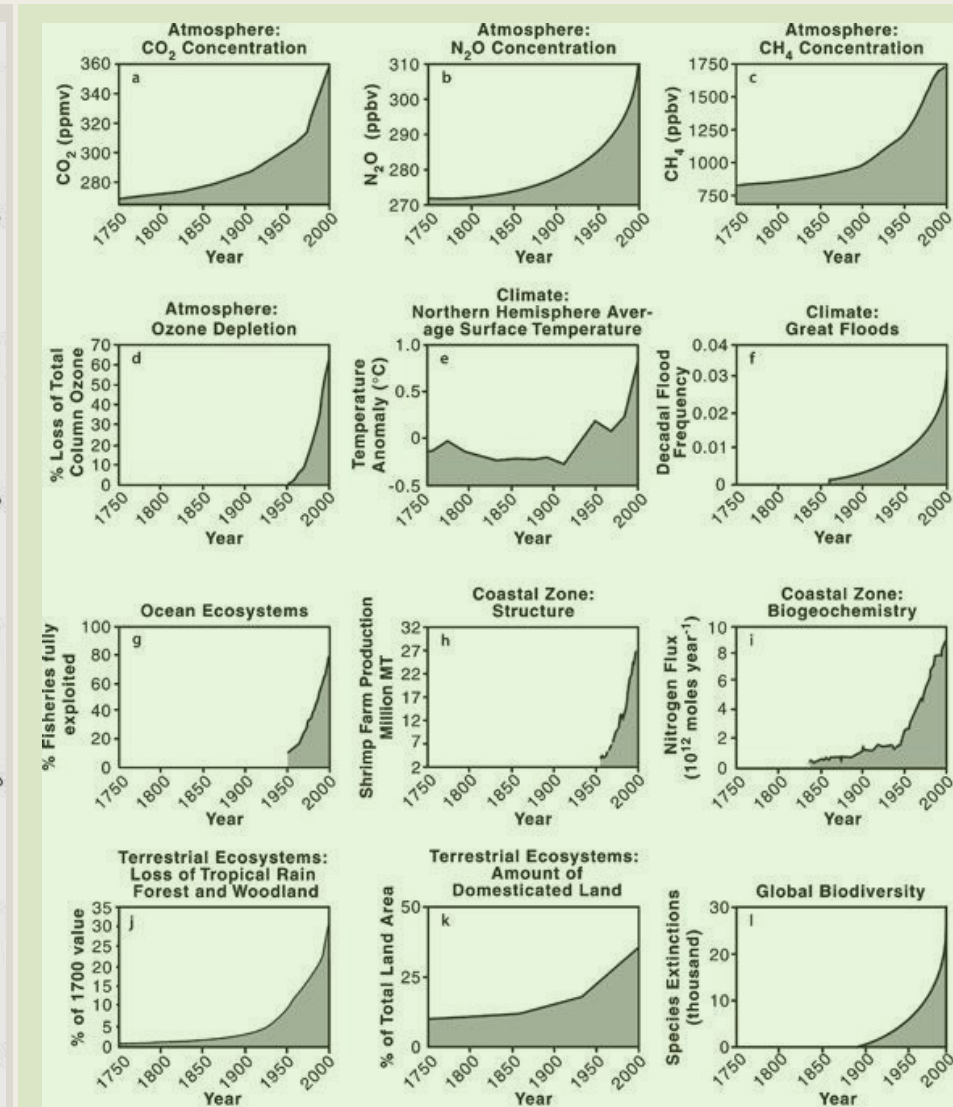 Atmosphere:
CO₂ Concentration
a
CO₂ (ppmv)
360
340
320
300
280
1750
1800
1850
1900
1950
2000
Year
Atmosphere:
N₂O Concentration
b
N₂O (ppbv)
310
300
290
280
270
1750
1800
1850
1900
1950
2000
Year
Atmosphere:
CH₄ Concentration
c
CH₄ (ppbv)
1750
1500
1250
1000
750
1750
1800
1850
1900
1950
2000
Year
Atmosphere:
Ozone Depletion
d
% Loss of Total
Column Ozone
70
60
50
40
30
20
10
0
1750
1800
1850
1900
1950
2000
Year
Climate:
Northern Hemisphere Aver-
age Surface Temperature
e
Temperature
Anomaly (°C)
1.0
0.5
0
-0.5
1750
1800
1850
1900
1950
2000
Year
Climate:
Great Floods
f
Decadal Flood
Frequency
0.04
0.03
0.02
0.01
0
1750
1800
1850
1900
1950
2000
Year
Ocean Ecosystems
g
% Fisheries fully
exploited
100
80
60
40
20
0
1750
1800
1850
1900
1950
2000
Year
Coastal Zone:
Structure
h
Shrimp Farm Production
Million MT
32
27
22
17
12
7
2
1750
1800
1850
1900
1950
2000
Year
Coastal Zone:
Biogeochemistry
i
Nitrogen Flux
(10¹² moles year⁻¹)
10
8
6
4
2
0
1750
1800
1850
1900
1950
2000
Year
Terrestrial Ecosystems:
Loss of Tropical Rain
Forest and Woodland
j
% of 1700 value
35
30
25
20
15
10
5
0
1750
1800
1850
1900
1950
2000
Year
Terrestrial Ecosystems:
Amount of
Domesticated Land
k
% of Total Land Area
50
25
0
1750
1800
1850
1900
1950
2000
Year
Global Biodiversity
l
Species Extinctions
(thousand)
30
20
10
0
1750
1800
1900
1950
2000
Year